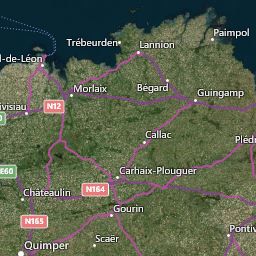 Paimpol
Trébeurden
Lannion
l-de-Léon
Bégard
Morlaix
Guingamp
ivisiau
N12
Callac
Plédr
E60
Carhaix-Plouguer
N164
Châteaulin
Gourin
N165
Scaër
Pontiv
Quimper